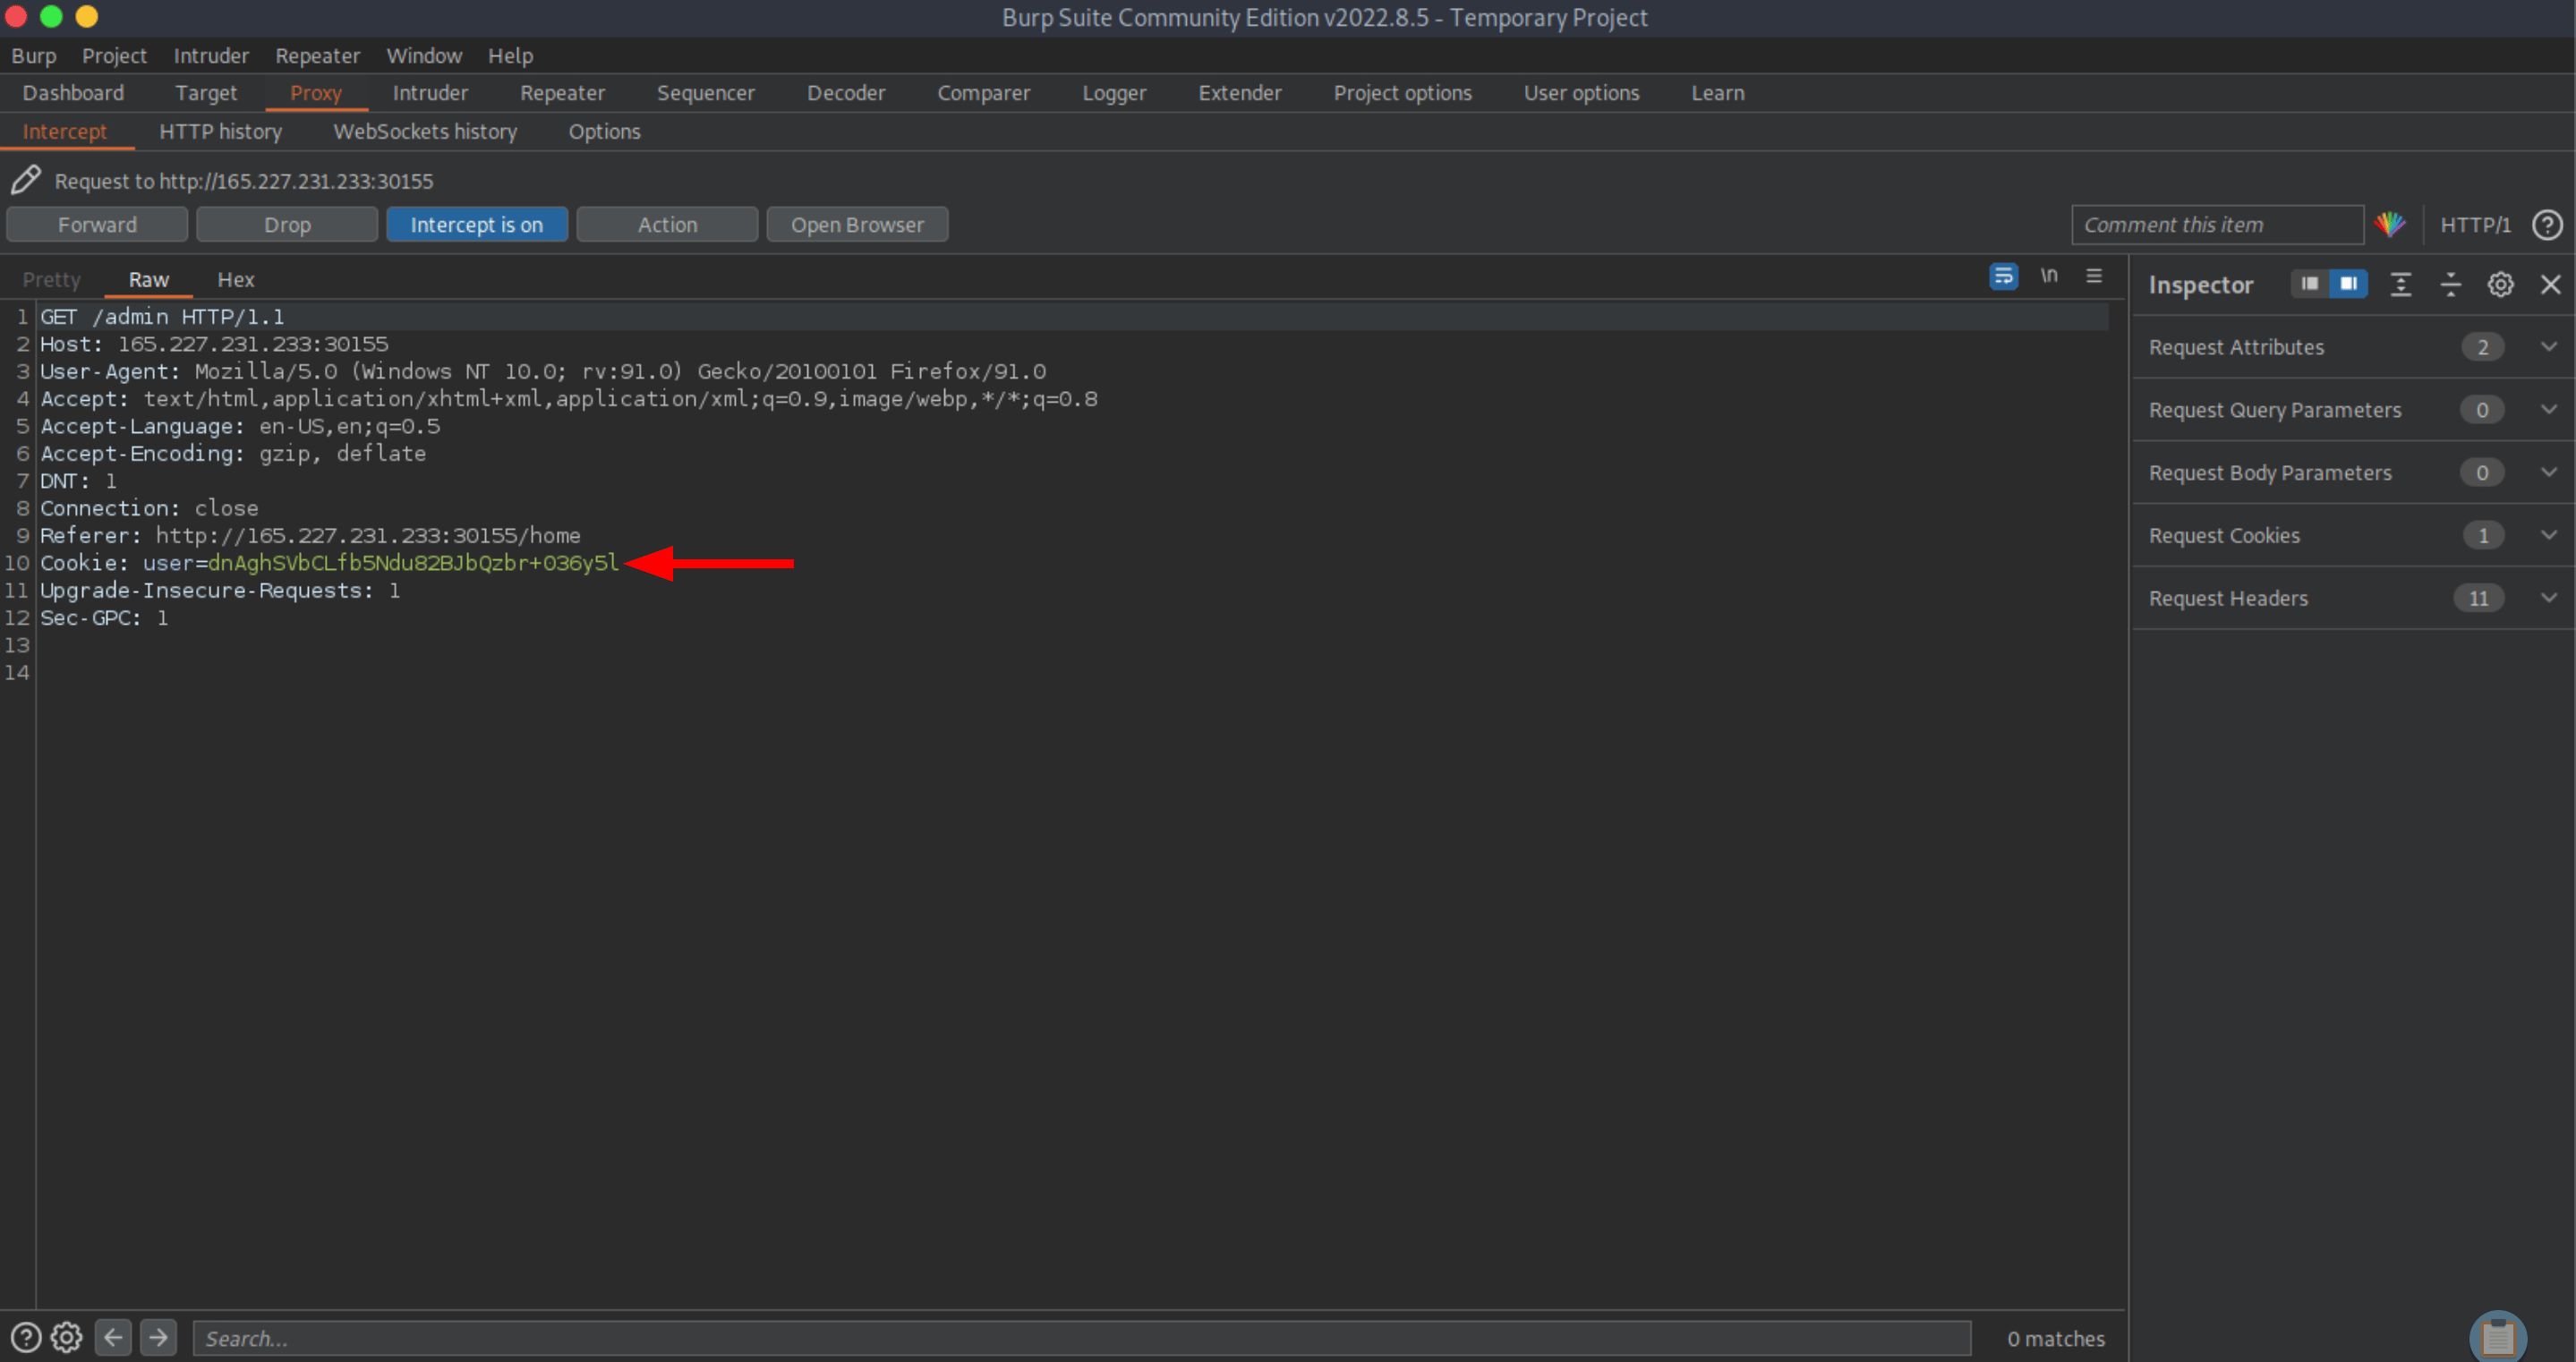 Burp Suite Community Edition v2022.8.5 - Temporary Project
Burp Project Intruder Repeater Window Help
Dashboard Target Proxy Intruder Repeater Sequencer Decoder Comparer Logger Extender Project options User options Learn
Intercept HTTP history WebSockets history Options
Request to http://165.227.231.233:30155
Forward Drop Intercept is on Action Open Browser Comment this item HTTP/1 ?
Pretty Raw Hex \n
Inspector
1 GET /admin HTTP/1.1
2 Host: 165.227.231.233:30155
3 User-Agent: Mozilla/5.0 (Windows NT 10.0; rv:91.0) Gecko/20100101 Firefox/91.0
4 Accept: text/html,application/xhtml+xml,application/xml;q=0.9,image/webp,*/*;q=0.8
5 Accept-Language: en-US,en;q=0.5
6 Accept-Encoding: gzip, deflate
7 DNT: 1
8 Connection: close
9 Referer: http://165.227.231.233:30155/home
10 Cookie: user=dnAghSVbCLfb5Ndu82BJbQzbr+036y5l
11 Upgrade-Insecure-Requests: 1
12 Sec-GPC: 1
13
14
Request Attributes 2
Request Query Parameters 0
Request Body Parameters 0
Request Cookies 1
Request Headers 11
? Search... 0 matches